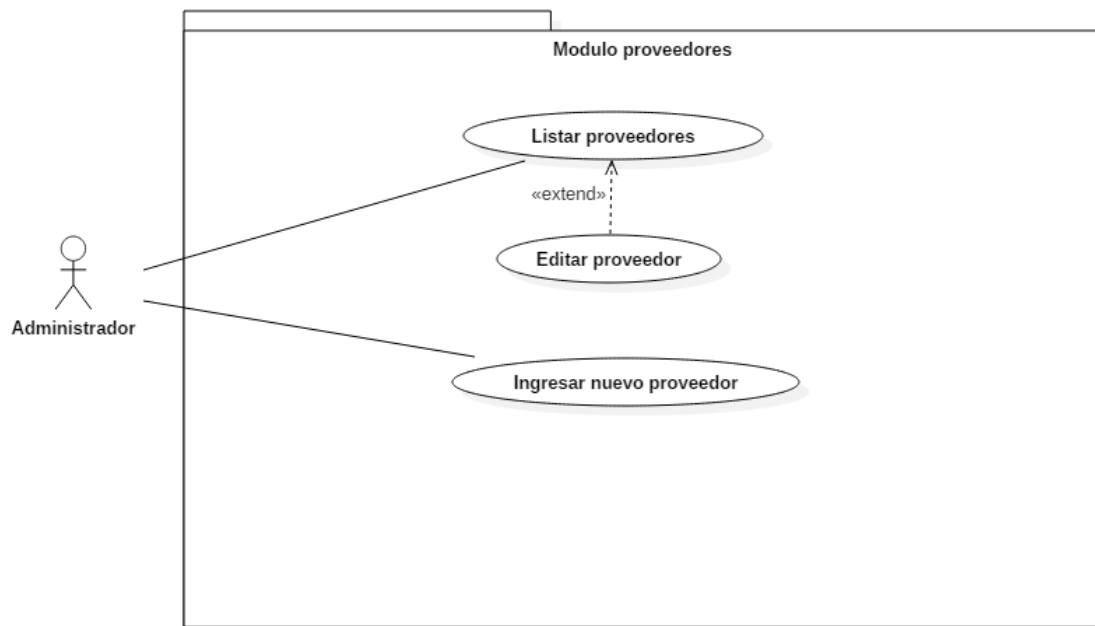 Modulo proveedores
Listar proveedores
«extend»
Editar proveedor
Administrador
Ingresar nuevo proveedor